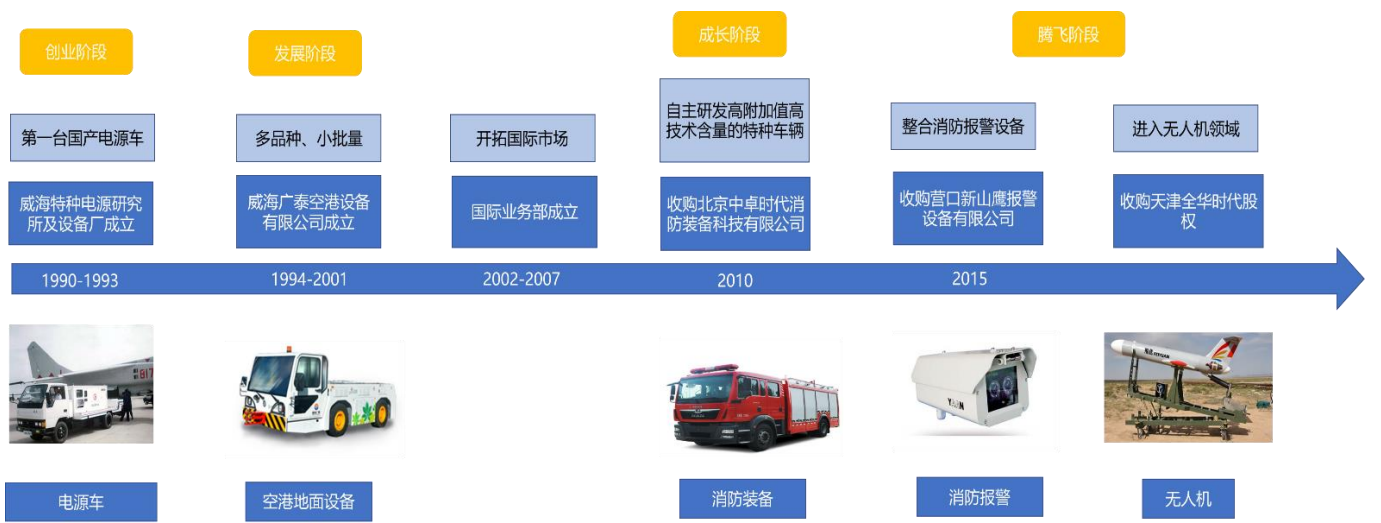 创业阶段
发展阶段
成长阶段
腾飞阶段
第一台国产电源车
多品种、小批量
开拓国际市场
自主研发高附加值高
技术含量的特种车辆
整合消防报警设备
进入无人机领域
威海特种电源研究
所及设备厂成立
威海广泰空港设备
有限公司成立
国际业务部成立
收购北京中卓时代消
防装备科技有限公司
收购营口新山鹰报警
设备有限公司
收购天津全华时代股
权
1990-1993
1994-2001
2002-2007
2010
2015
电源车
空港地面设备
消防装备
消防报警
无人机